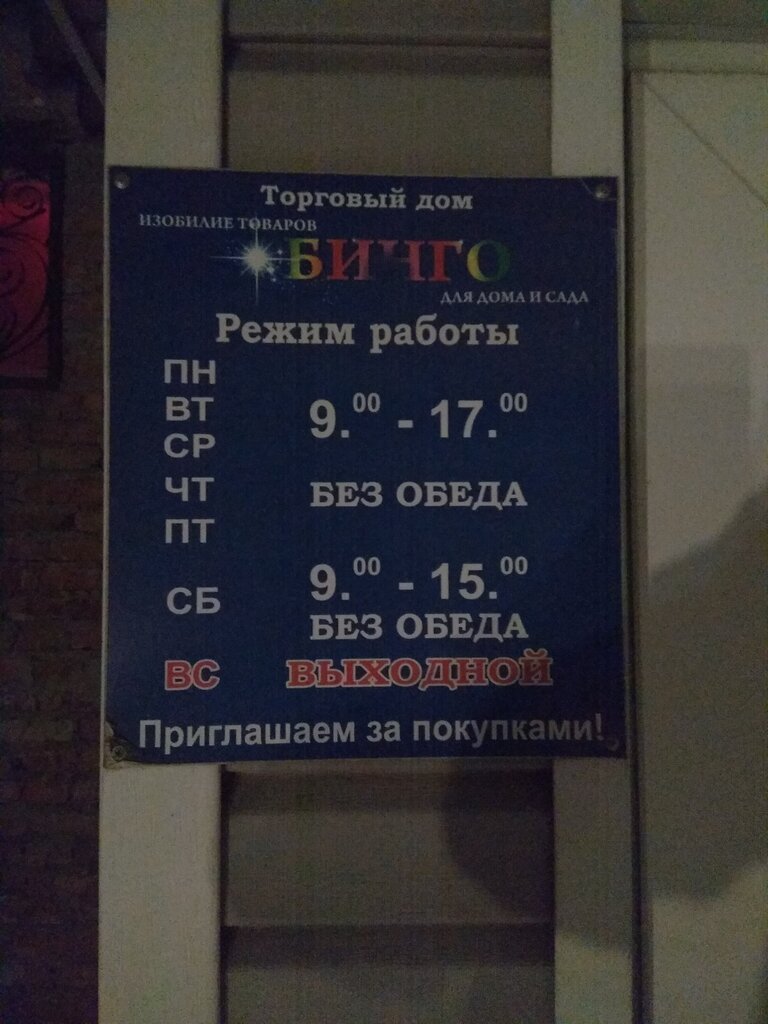 Торговый дом
ИЗОБИЛИЕ ТОВАРОВ
БИНГО
ДЛЯ ДОМА И САДА
Режим работы
ПН
ВТ 9.00 - 17.00
СР
ЧТ БЕЗ ОБЕДА
ПТ
СБ 9.00 - 15.00
БЕЗ ОБЕДА
ВС ВЫХОДНОЙ
Приглашаем за покупками!